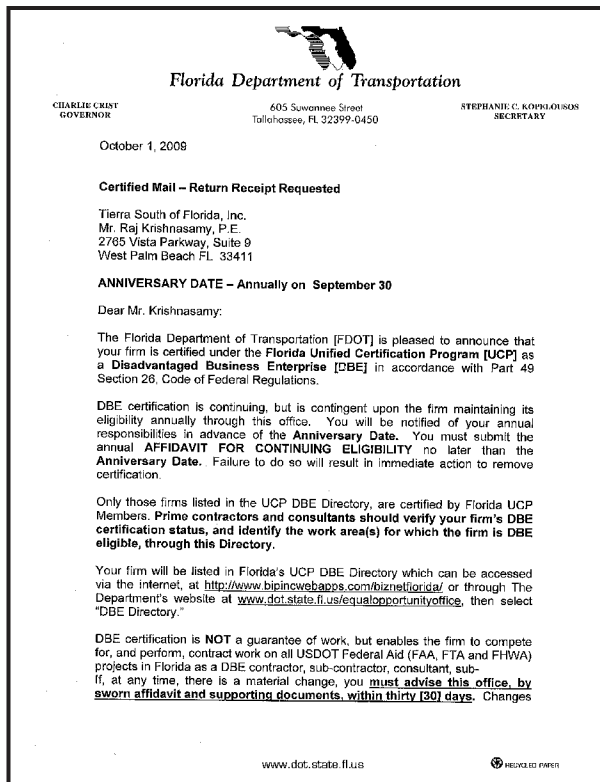 Florida Department of Transportation
CHARLIE CRIST
GOVERNOR
605 Suwannee Street
Tallahassee, FL 32399-0450
STEPHANIE C. KOPELOUSOS
SECRETARY
October 1, 2009
Certified Mail – Return Receipt Requested
Tierra South of Florida, Inc.
Mr. Raj Krishnasamy, P.E.
2765 Vista Parkway, Suite 9
West Palm Beach FL 33411
ANNIVERSARY DATE – Annually on September 30
Dear Mr. Krishnasamy:
The Florida Department of Transportation [FDOT] is pleased to announce that
your firm is certified under the Florida Unified Certification Program [UCP] as
a Disadvantaged Business Enterprise [DBE] in accordance with Part 49
Section 26, Code of Federal Regulations.
DBE certification is continuing, but is contingent upon the firm maintaining its
eligibility annually through this office. You will be notified of your annual
responsibilities in advance of the Anniversary Date. You must submit the
annual AFFIDAVIT FOR CONTINUING ELIGIBILITY no later than the
Anniversary Date. Failure to do so will result in immediate action to remove
certification.
Only those firms listed in the UCP DBE Directory, are certified by Florida UCP
Members. Prime contractors and consultants should verify your firm's DBE
certification status, and identify the work area(s) for which the firm is DBE
eligible, through this Directory.
Your firm will be listed in Florida's UCP DBE Directory which can be accessed
via the internet, at http://www.bipincwebapps.com/biznetflorida/ or through The
Department's website at www.dot.state.fl.us/equalopportunityoffice, then select
"DBE Directory."
DBE certification is NOT a guarantee of work, but enables the firm to compete
for, and perform, contract work on all USDOT Federal Aid (FAA, FTA and FHWA)
projects in Florida as a DBE contractor, sub-contractor, consultant, sub-
If, at any time, there is a material change, you must advise this office, by
sworn affidavit and supporting documents, within thirty [30] days. Changes
www.dot.state.fl.us
RECYCLED PAPER